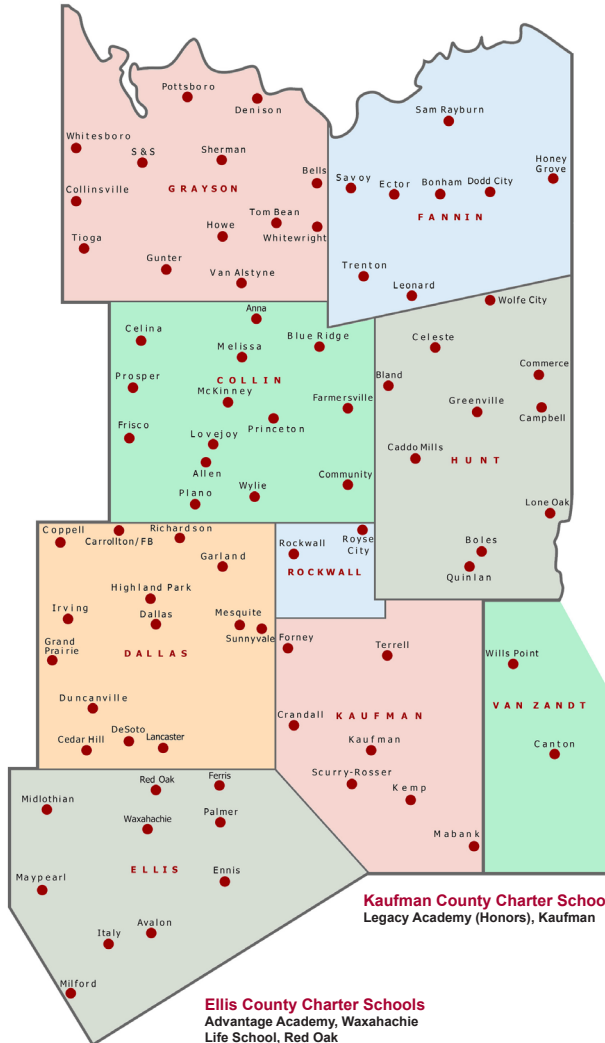 Pottsboro
Denison
Sam Rayburn
Whitesboro
S & S
Sherman
Honey
Grove
Bells
Savoy
Ector
Bonham
Dodd City
Collinsville
GRAYSON
FANNIN
Tom Bean
Howe
Whitewright
Tioga
Gunter
Van Alstyne
Trenton
Leonard
Wolfe City
Anna
Celina
Melissa
Blue Ridge
Celeste
Prosper
COLLIN
McKinney
Bland
Commerce
Farmersville
Greenville
Campbell
Frisco
Lovejoy
Princeton
Allen
Caddo Mills
HUNT
Plano
Wylie
Community
Lone Oak
Coppell
Carrollton/FB
Richardson
Garland
Rockwall
Royse
City
ROCKWALL
Boles
Quinlan
Highland Park
Irving
Dallas
Mesquite
Sunnyvale
Forney
Terrell
Grand
Prairie
DALLAS
Wills Point
VAN ZANDT
Duncanville
Crandall
KAUFMAN
DeSoto
Cedar Hill
Lancaster
Kaufman
Canton
Scurry-Rosser
Kemp
Red Oak
Ferris
Midlothian
Waxahachie
Palmer
Mabank
Maypearl
ELLIS
Ennis
Italy
Avalon
Milford
Kaufman County Charter Schoo
Legacy Academy (Honors), Kaufman
Ellis County Charter Schools
Advantage Academy, Waxahachie
Life School, Red Oak